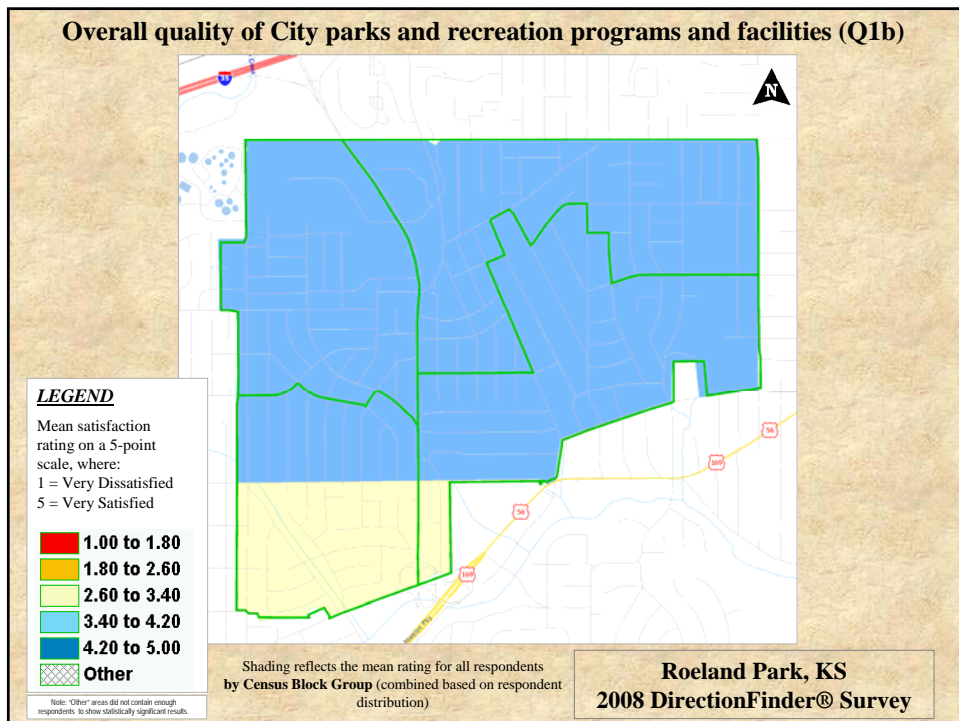 Overall quality of City parks and recreation programs and facilities (Q1b)
35
N
LEGEND
Mean satisfaction
rating on a 5-point
scale, where:
1 = Very Dissatisfied
5 = Very Satisfied
1.00 to 1.80
1.80 to 2.60
2.60 to 3.40
3.40 to 4.20
4.20 to 5.00
Other
Note: "Other" areas did not contain enough
respondents to show statistically significant results.
56
169
56
169
Shading reflects the mean rating for all respondents
by Census Block Group (combined based on respondent
distribution)
Roeland Park, KS
2008 DirectionFinder® Survey